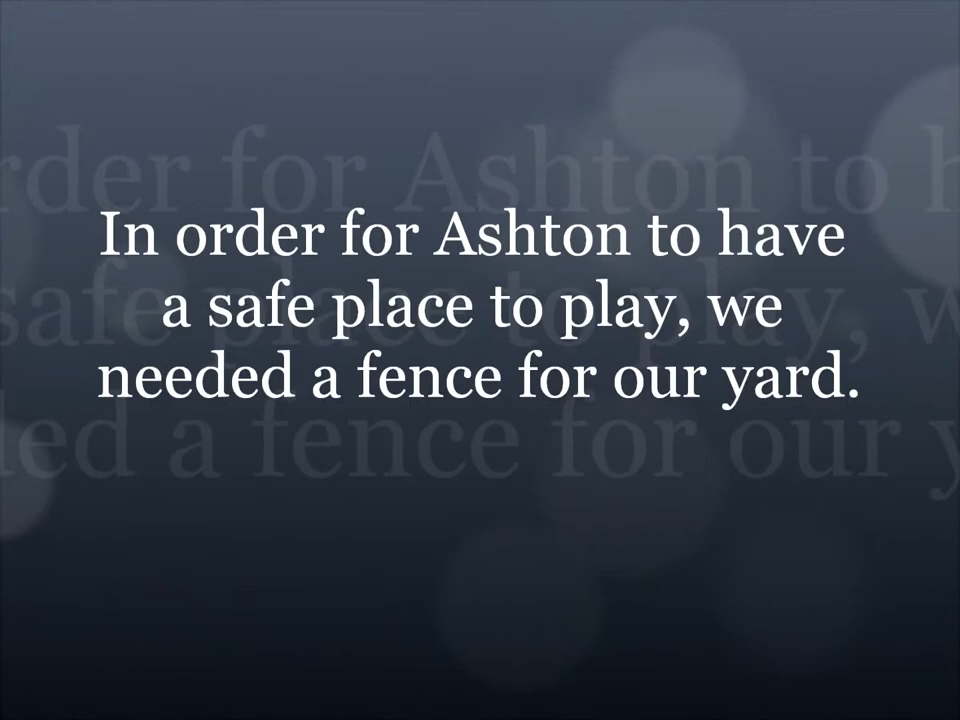 In order for Ashton to have
a safe place to play, we
needed a fence for our yard.